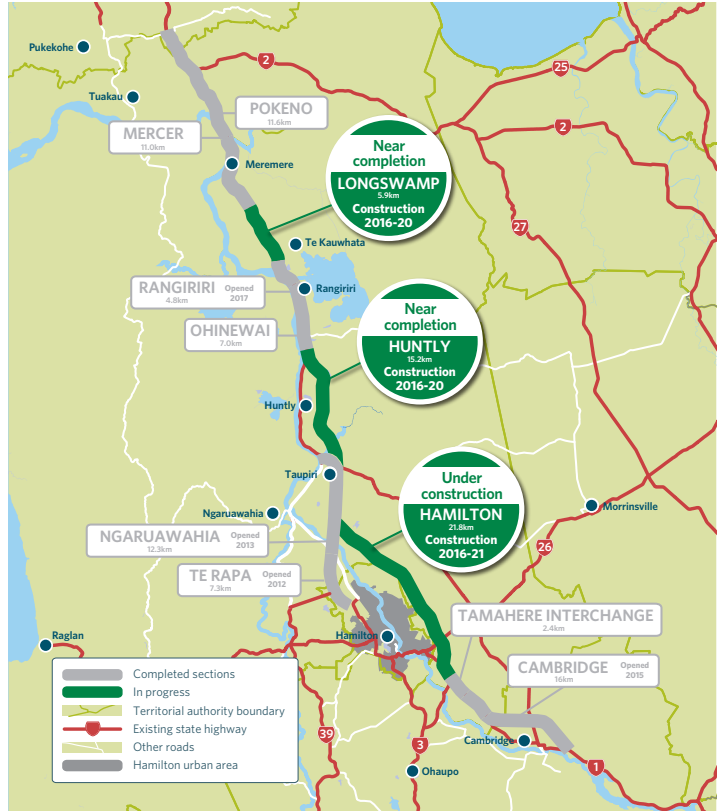 Pukekohe
2
25
Tuakau
POKENO
11.6km
MERCER
11.0km
Near
completion
LONGSWAMP
5.9km
Construction
2016-20
2
Meremere
27
Te Kauwhata
RANGIRIRI Opened
4.8km 2017
Rangiriri
Near
completion
HUNTLY
15.2km
Construction
2016-20
OHINEWAI
7.0km
Huntly
Under
construction
HAMILTON
21.8km
Construction
2016-21
Taupiri
Morrinsville
Ngaruawahia
NGARUAWAHIA Opened
12.3km 2013
26
TE RAPA Opened
7.3km 2012
TAMAHERE INTERCHANGE
2.4km
Raglan
Hamilton
CAMBRIDGE Opened
16km 2015
Completed sections
In progress
Territorial authority boundary
Existing state highway
Other roads
Hamilton urban area
39
3
Cambridge
1
Ohaupo